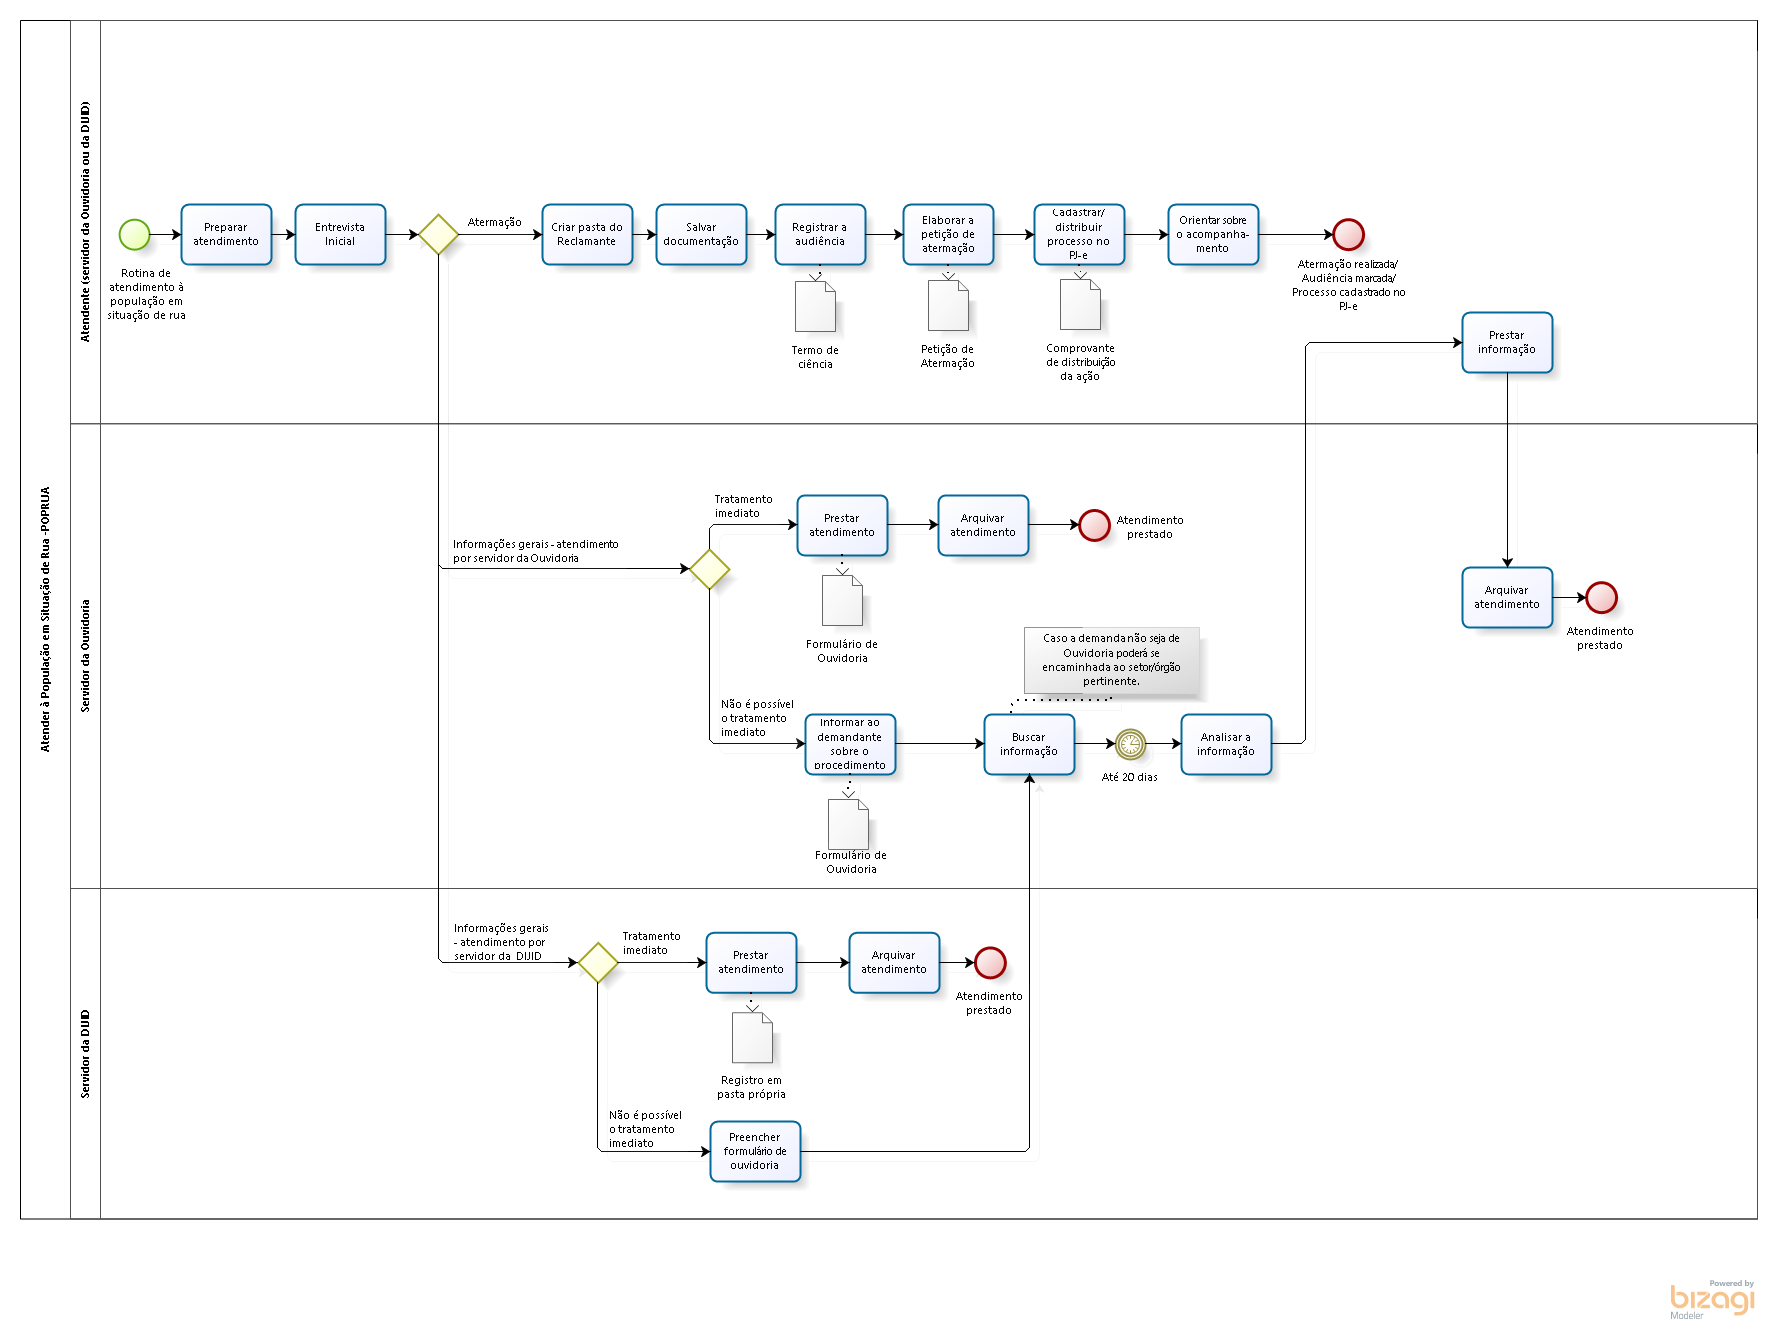 Atender à População em Situação de Rua -POPRUA
Atendente (servidor da Ouvidoria ou da DIJID)
Rotina de
atendimento à
população em
situação de rua
Preparar
atendimento
Entrevista
Inicial
Atermação
Criar pasta do
Reclamante
Salvar
documentação
Registrar a
audiência
Termo de
ciência
Elaborar a
petição de
atermação
Petição de
Atermação
Cadastrar/
distribuir
processo no
PJ-e
Comprovante
de distribuição
da ação
Orientar sobre
o acompanha-
mento
Atermação realizada/
Audiência marcada/
Processo cadastrado no
PJ-e
Prestar
informação
Servidor da Ouvidoria
Informações gerais - atendimento
por servidor da Ouvidoria
Tratamento
imediato
Prestar
atendimento
Formulário de
Ouvidoria
Arquivar
atendimento
Atendimento
prestado
Não é possível
o tratamento
imediato
Informar ao
demandante
sobre o
procedimento
Formulário de
Ouvidoria
Caso a demanda não seja de
Ouvidoria poderá se
encaminhada ao setor/órgão
pertinente.
Buscar
informação
Até 20 dias
Analisar a
informação
Arquivar
atendimento
Atendimento
prestado
Servidor da DIJID
Informações gerais
- atendimento por
servidor da DIJID
Tratamento
imediato
Prestar
atendimento
Registro em
pasta própria
Arquivar
atendimento
Atendimento
prestado
Não é possível
o tratamento
imediato
Preencher
formulário de
ouvidoria
Powered by
bizagi
Modeler